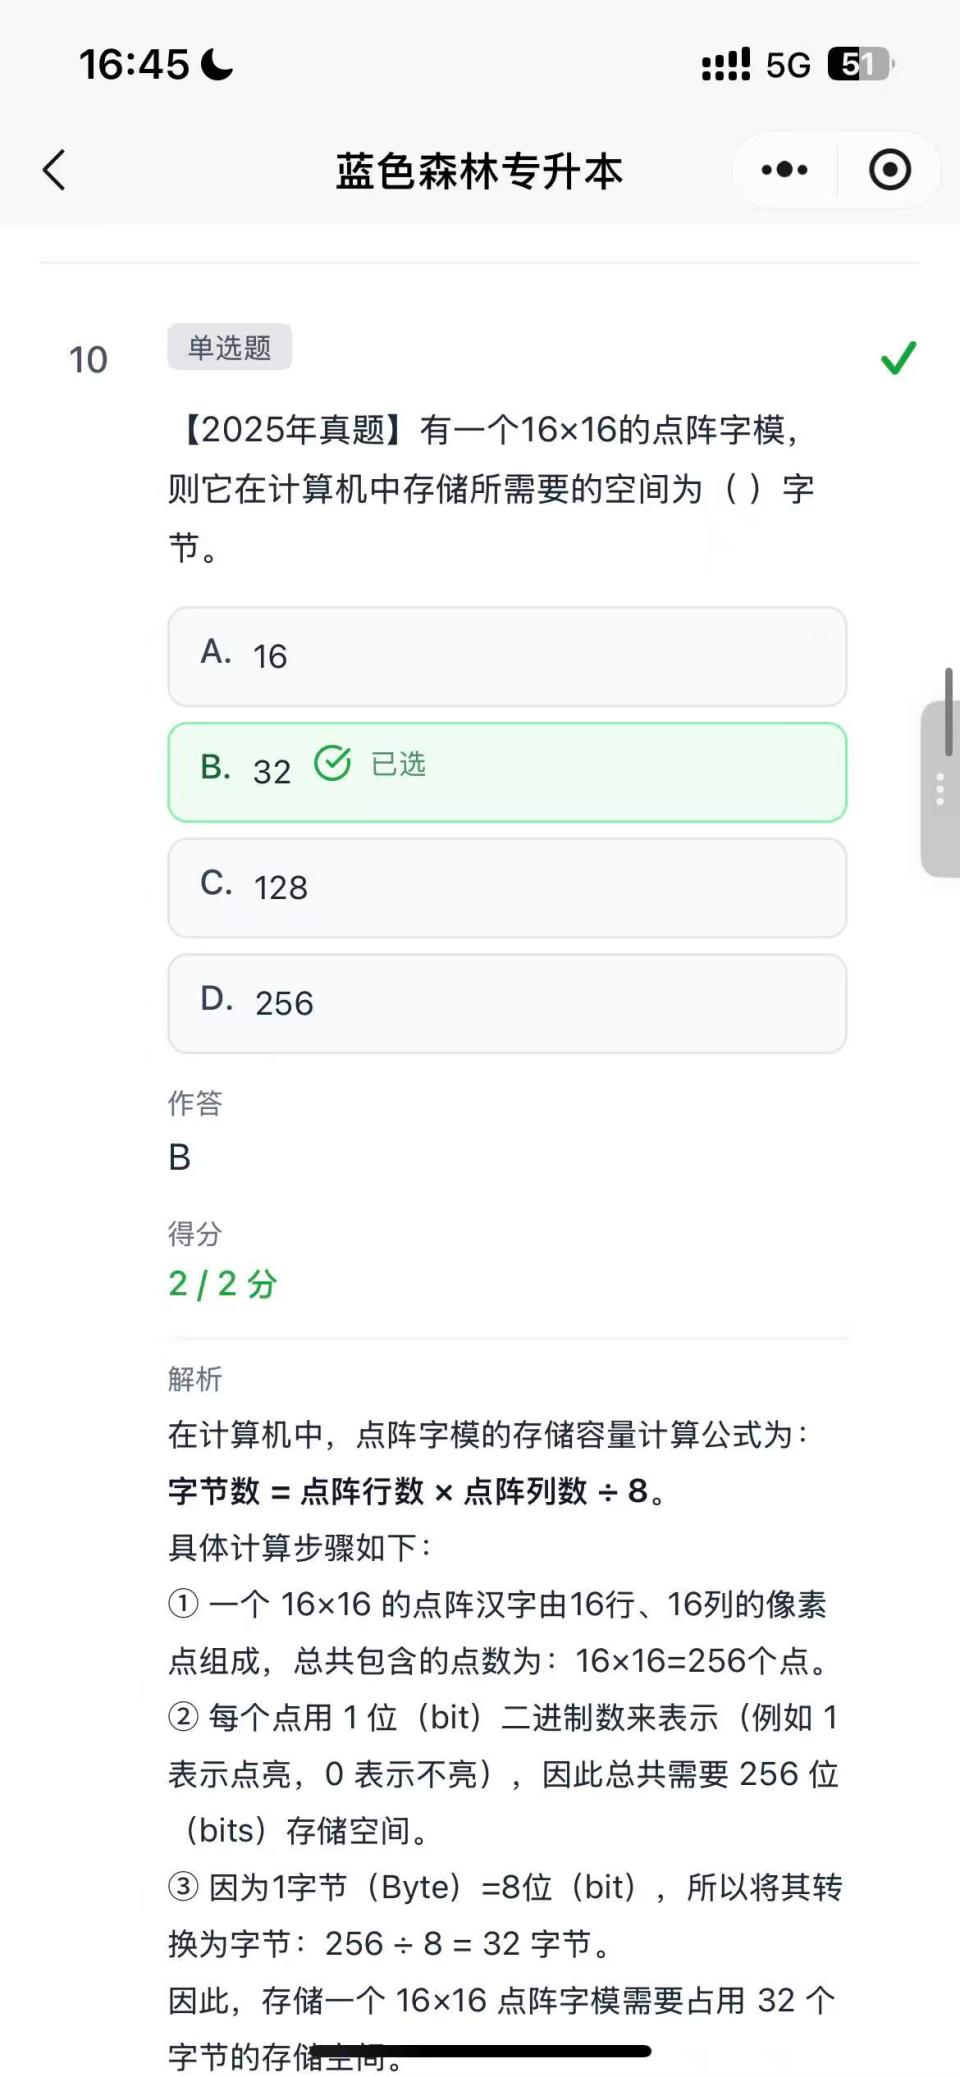 16:45
5G
51
蓝色森林专升本
10
单选题
【2025年真题】有一个16×16的点阵字模,
则它在计算机中存储所需要的空间为（ ）字
节。
A. 16
B. 32 已选
C. 128
D. 256
作答
B
得分
2 / 2 分
解析
在计算机中，点阵字模的存储容量计算公式为：
字节数 = 点阵行数 × 点阵列数 ÷ 8。
具体计算步骤如下：
① 一个 16×16 的点阵汉字由16行、16列的像素
点组成，总共包含的点数为：16×16=256个点。
② 每个点用 1 位（bit）二进制数来表示（例如 1
表示点亮，0 表示不亮），因此总共需要 256 位
（bits）存储空间。
③ 因为1字节（Byte）=8位（bit），所以将其转
换为字节：256 ÷ 8 = 32 字节。
因此，存储一个 16×16 点阵字模需要占用 32 个
字节的存储空间。